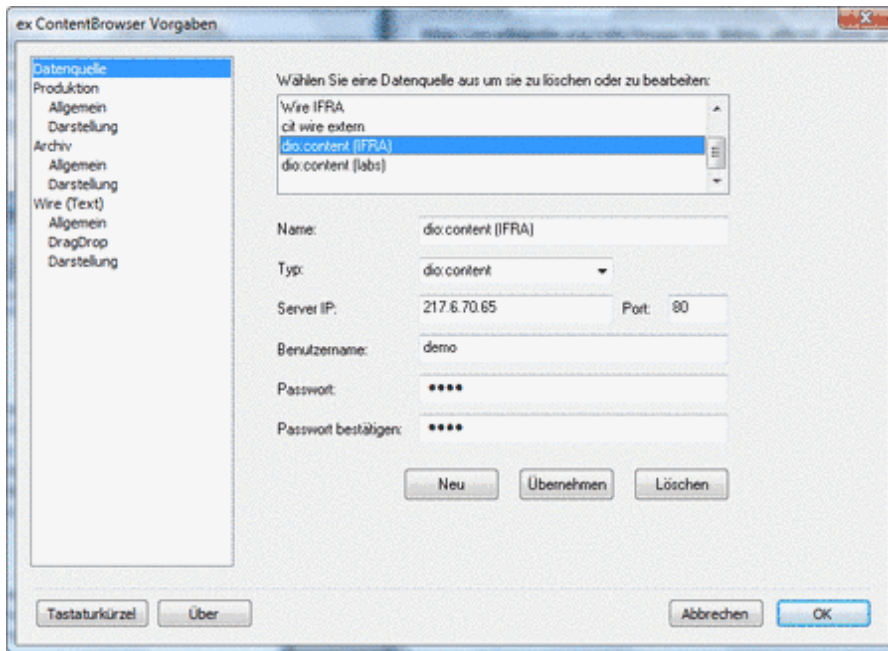 ex ContentBrowser Vorgaben
Datenquelle
Produktion
Allgemein
Darstellung
Archiv
Allgemein
Darstellung
Wire (Text)
Allgemein
DragDrop
Darstellung
Wählen Sie eine Datenquelle aus um sie zu löschen oder zu bearbeiten:
Wire IFRA
cit wire extern
dio:content (IFRA)
dio:content (labs)
Name: dio:content (IFRA)
Typ: dio:content
Server IP: 217.6.70.65 Port: 80
Benutzername: demo
Passwort: ••••
Passwort bestätigen: ••••
Neu Übernehmen Löschen
Tastaturkürzel Über Abbrechen OK